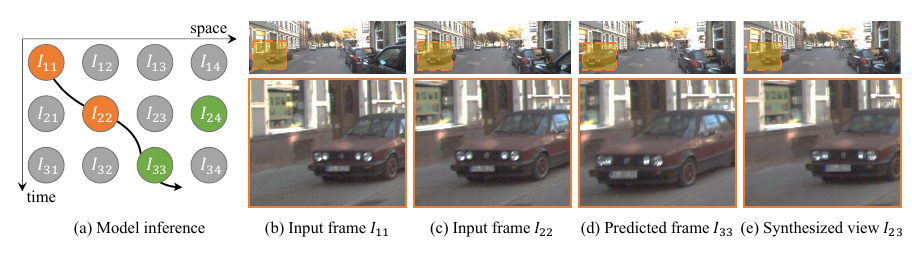 space
I11 I12 I13 I14
I21 I22 I23 I24
I31 I32 I33 I34
time
(a) Model inference
(b) Input frame I11
(c) Input frame I22
(d) Predicted frame I33
(e) Synthesized view I23